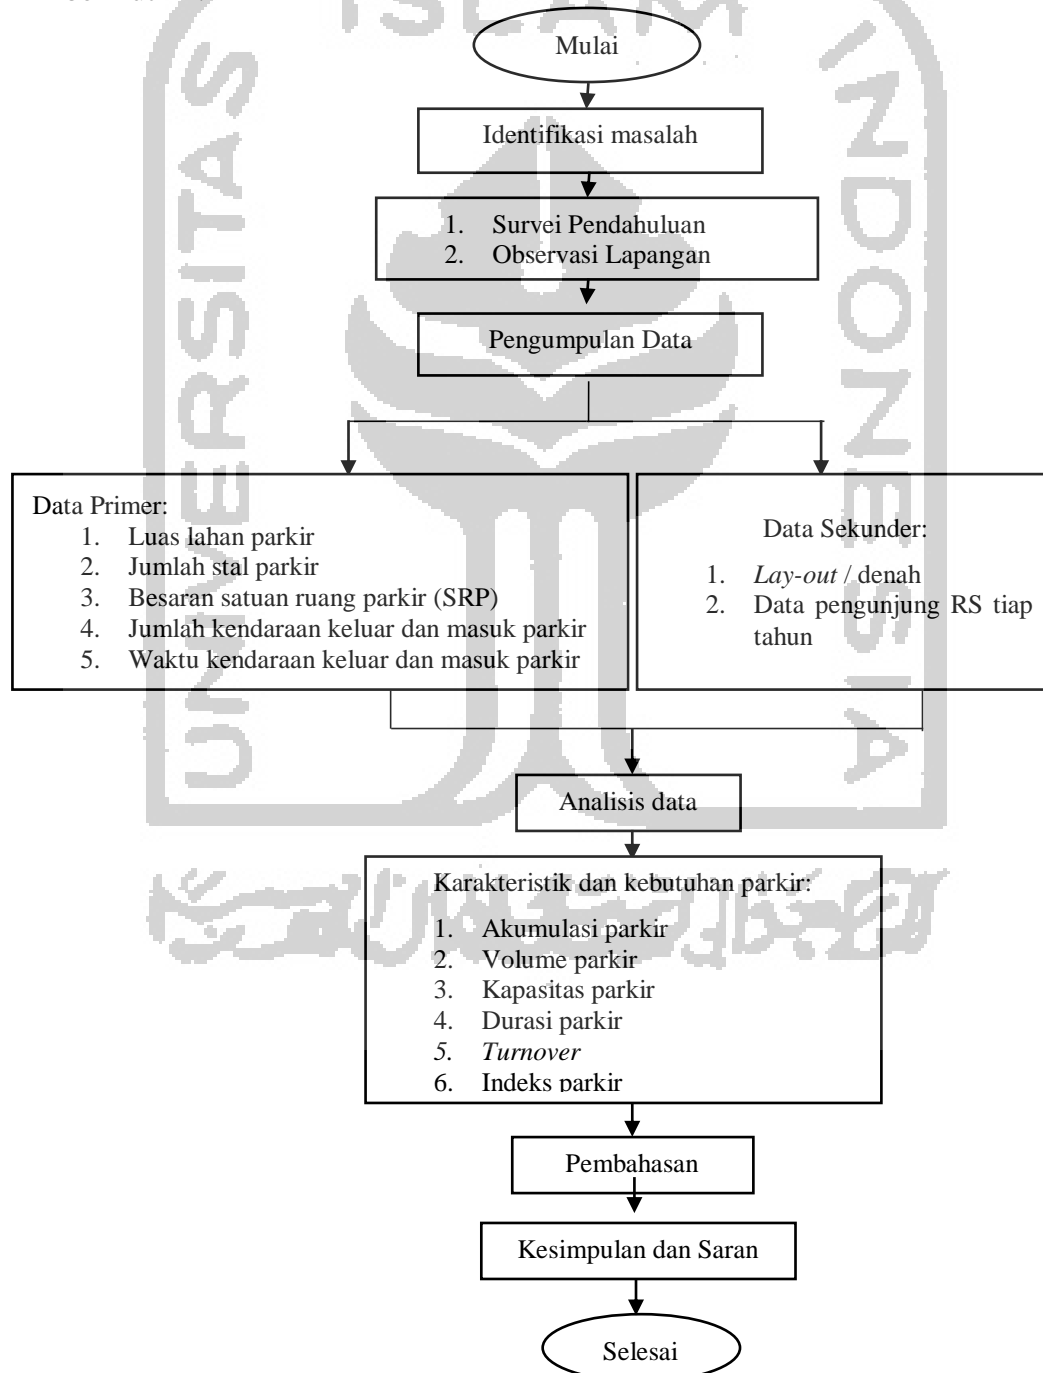 ISLAM
UNIVERSITAS
INDONESIA
Mulai
Identifikasi masalah
1. Survei Pendahuluan
2. Observasi Lapangan
Pengumpulan Data
Data Primer:
1. Luas lahan parkir
2. Jumlah stal parkir
3. Besaran satuan ruang parkir (SRP)
4. Jumlah kendaraan keluar dan masuk parkir
5. Waktu kendaraan keluar dan masuk parkir
Data Sekunder:
1. Lay-out / denah
2. Data pengunjung RS tiap
tahun
Analisis data
Karakteristik dan kebutuhan parkir:
1. Akumulasi parkir
2. Volume parkir
3. Kapasitas parkir
4. Durasi parkir
5. Turnover
6. Indeks parkir
Pembahasan
Kesimpulan dan Saran
Selesai